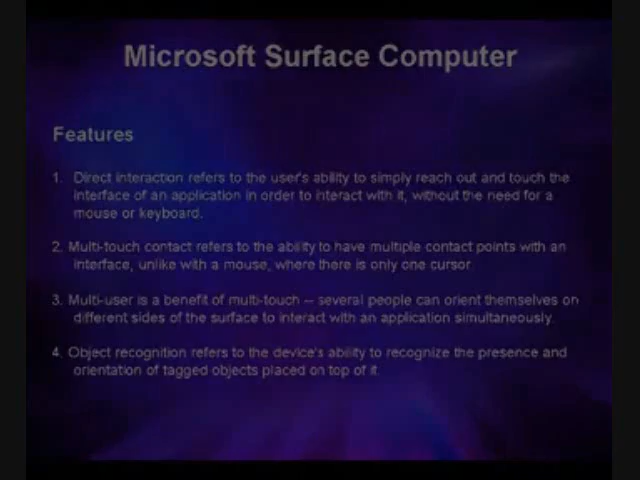 Microsoft Surface Computer
Features
1. Direct interaction refers to the user's ability to simply reach out and touch the
interface of an application in order to interact with it, without the need for a
mouse or keyboard.
2. Multi-touch contact refers to the ability to have multiple contact points with an
interface, unlike with a mouse, where there is only one cursor.
3. Multi-user is a benefit of multi-touch -- several people can orient themselves on
different sides of the surface to interact with an application simultaneously.
4. Object recognition refers to the device's ability to recognize the presence and
orientation of tagged objects placed on top of it.